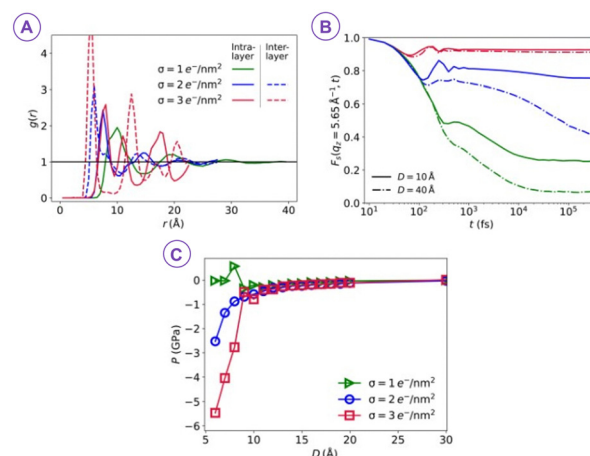 A
B
C
Intra-
layer
Inter-
layer
σ = 1 e⁻/nm²
σ = 2 e⁻/nm²
σ = 3 e⁻/nm²
g(r)
4
3
2
1
0
0 10 20 30 40
r (Å)
1.0
0.8
0.6
0.4
0.2
0.0
Fₛ(q_z = 5.65 Å⁻¹, t)
D = 10 Å
D = 40 Å
10¹ 10² 10³ 10⁴ 10⁵
t (fs)
0
−1
−2
−3
−4
−5
−6
P (GPa)
σ = 1 e⁻/nm²
σ = 2 e⁻/nm²
σ = 3 e⁻/nm²
5 10 15 20 25 30
D (Å)